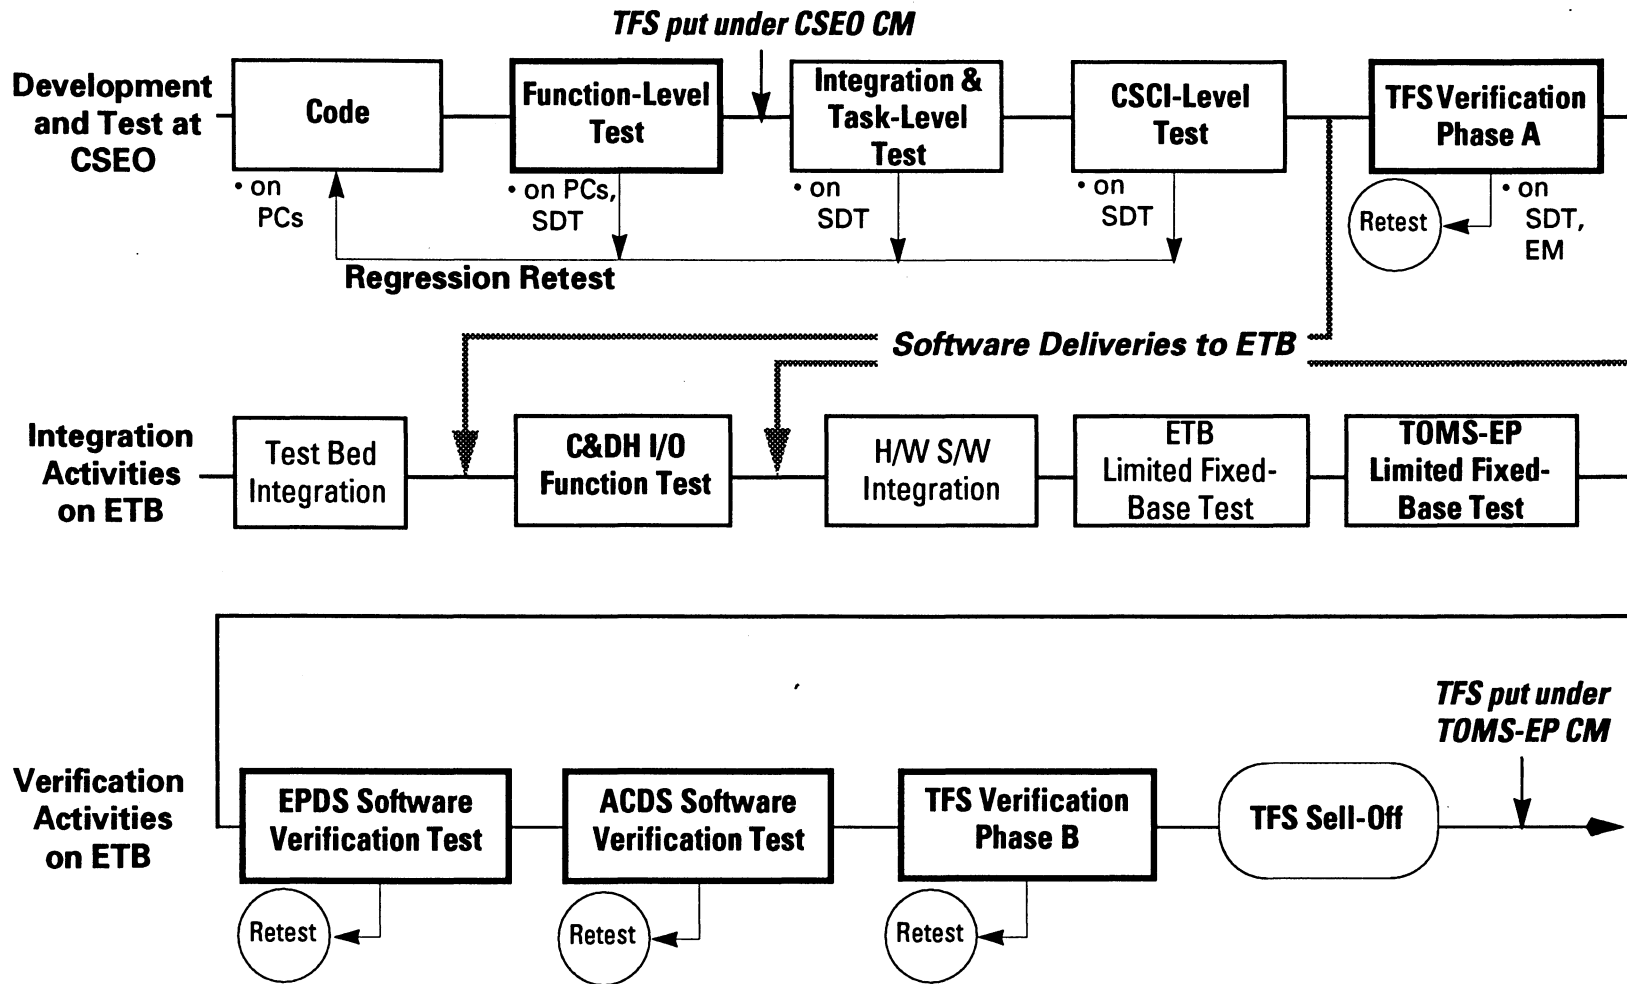 TFS put under CSEO CM
Development
and Test at
CSEO
Code
Function-Level
Test
Integration &
Task-Level
Test
CSCI-Level
Test
TFS Verification
Phase A
• on
PCs
• on PCs,
SDT
• on
SDT
• on
SDT
Retest
• on
SDT,
EM
Regression Retest
Software Deliveries to ETB
Integration
Activities
on ETB
Test Bed
Integration
C&DH I/O
Function Test
H/W S/W
Integration
ETB
Limited Fixed-
Base Test
TOMS-EP
Limited Fixed-
Base Test
TFS put under
TOMS-EP CM
Verification
Activities
on ETB
EPDS Software
Verification Test
ACDS Software
Verification Test
TFS Verification
Phase B
TFS Sell-Off
Retest
Retest
Retest